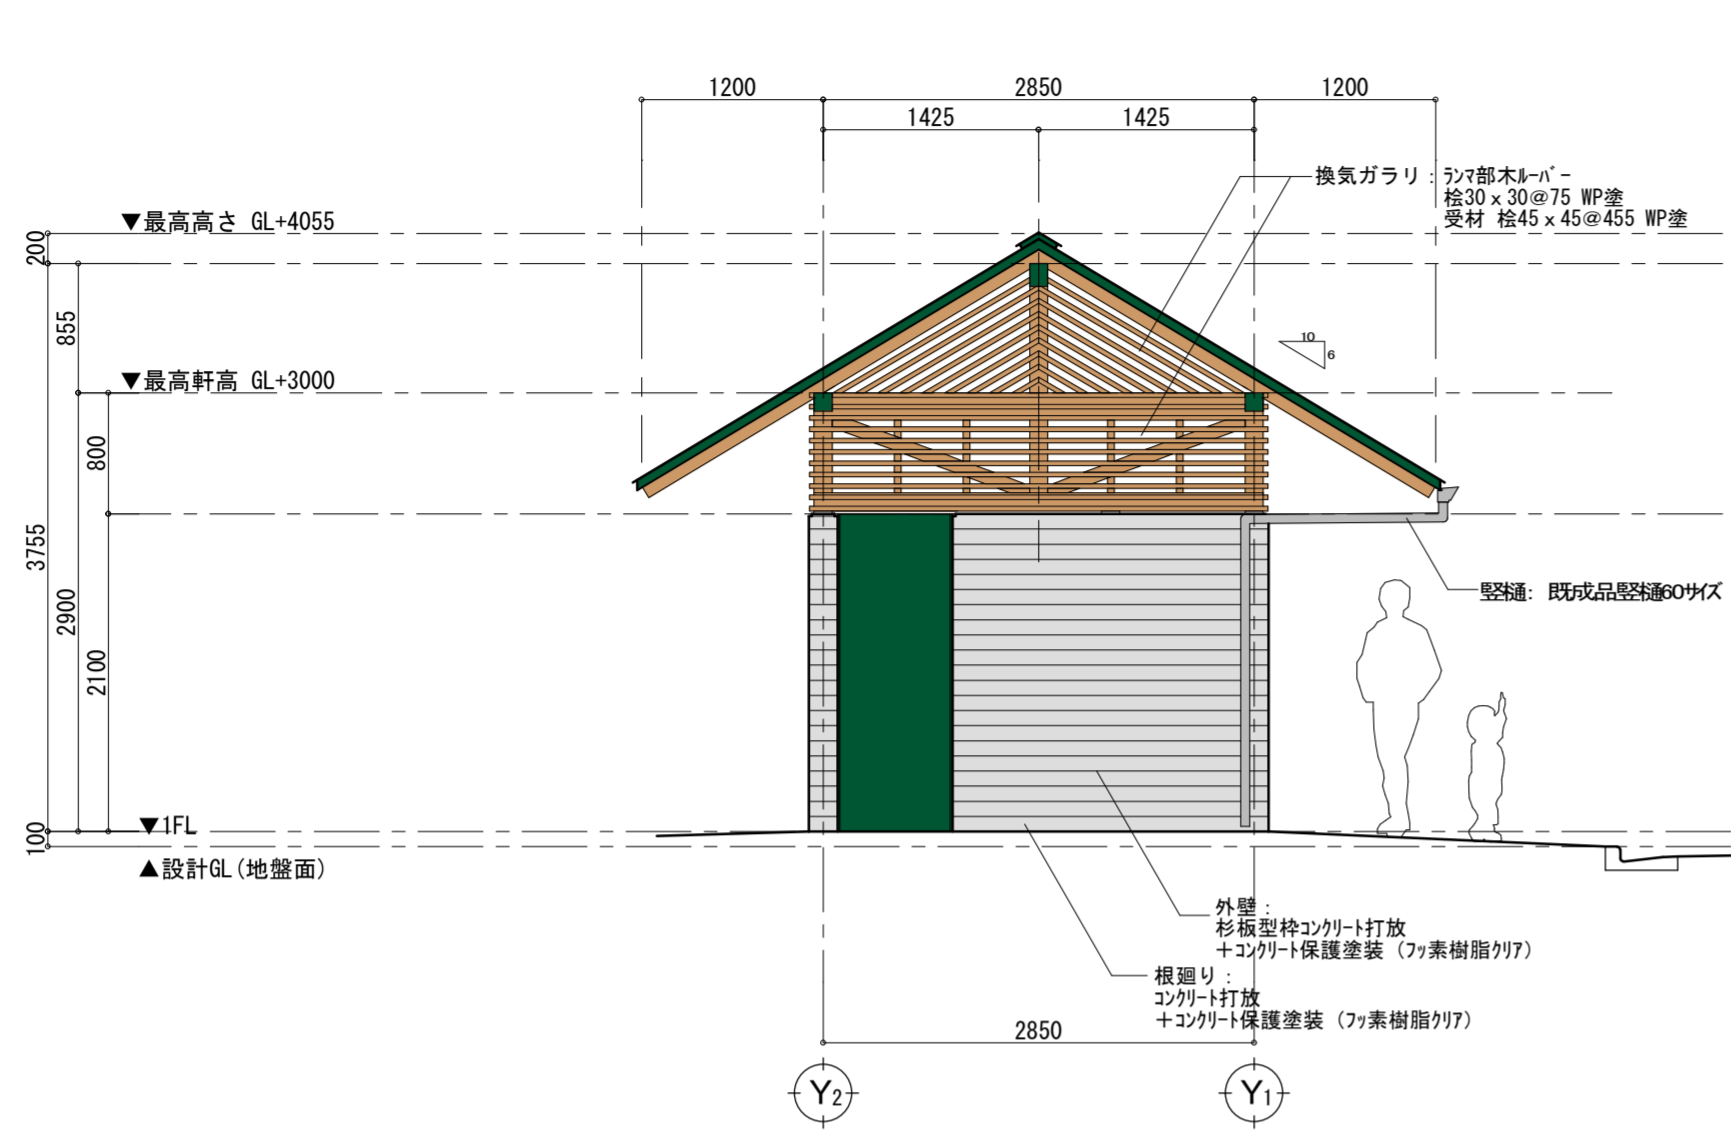 1200 2850 1200
1425 1425
換気ガラリ：ﾗﾝﾏ部木ﾙｰﾊﾞｰ
桧30ｘ30@75 WP塗
受材 桧45ｘ45@455 WP塗
▼最高高さ GL+4055
200
855
10
6
▼最高軒高 GL+3000
800
3755
2900
2100
竪樋： 既成品竪樋60ｻｲｽﾞ
▼1FL
100
▲設計GL(地盤面)
外壁：
杉板型枠ｺﾝｸﾘｰﾄ打放
＋ｺﾝｸﾘｰﾄ保護塗装（ﾌｯ素樹脂ｸﾘｱ）
根廻り：
ｺﾝｸﾘｰﾄ打放
＋ｺﾝｸﾘｰﾄ保護塗装（ﾌｯ素樹脂ｸﾘｱ）
2850
Y2 Y1